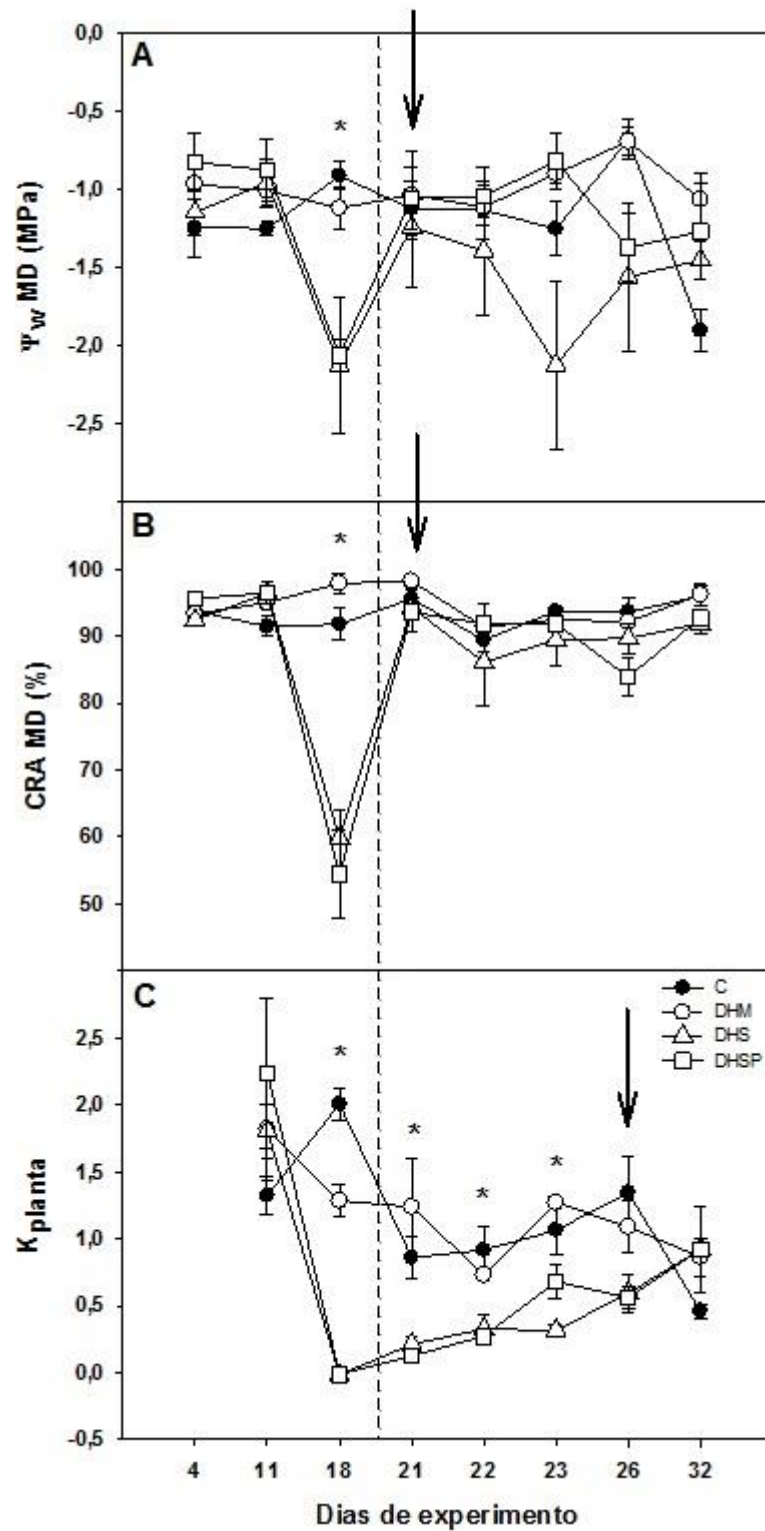 A
0,0
-0,5
-1,0
-1,5
-2,0
-2,5
Ψw MD (MPa)
*
B
100
90
80
70
60
50
CRA MD (%)
*
C
C
DHM
DHS
DHSP
2,5
2,0
1,5
1,0
0,5
0,0
-0,5
Kplanta
* * * *
4 11 18 21 22 23 26 32
Dias de experimento